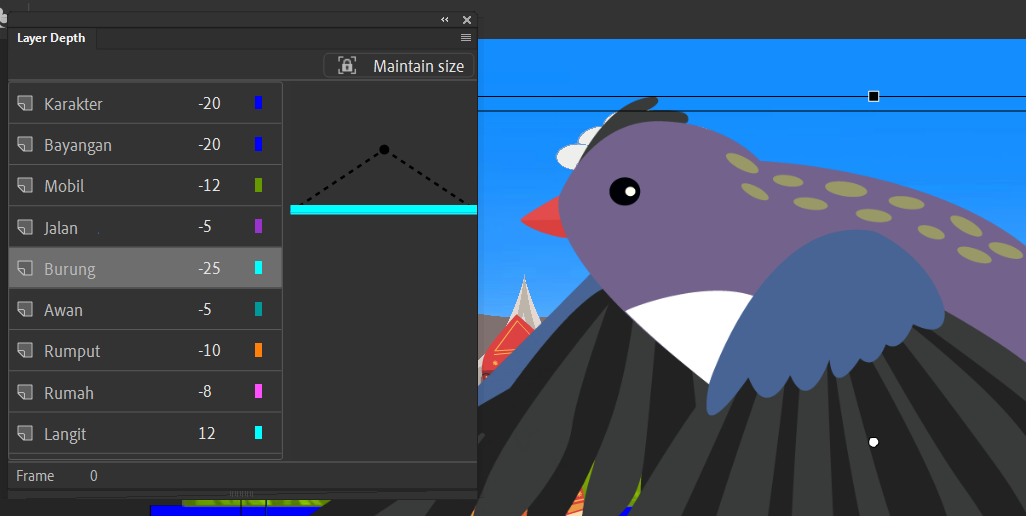 Layer Depth
Maintain size
Karakter -20
Bayangan -20
Mobil -12
Jalan -5
Burung -25
Awan -5
Rumput -10
Rumah -8
Langit 12
Frame 0